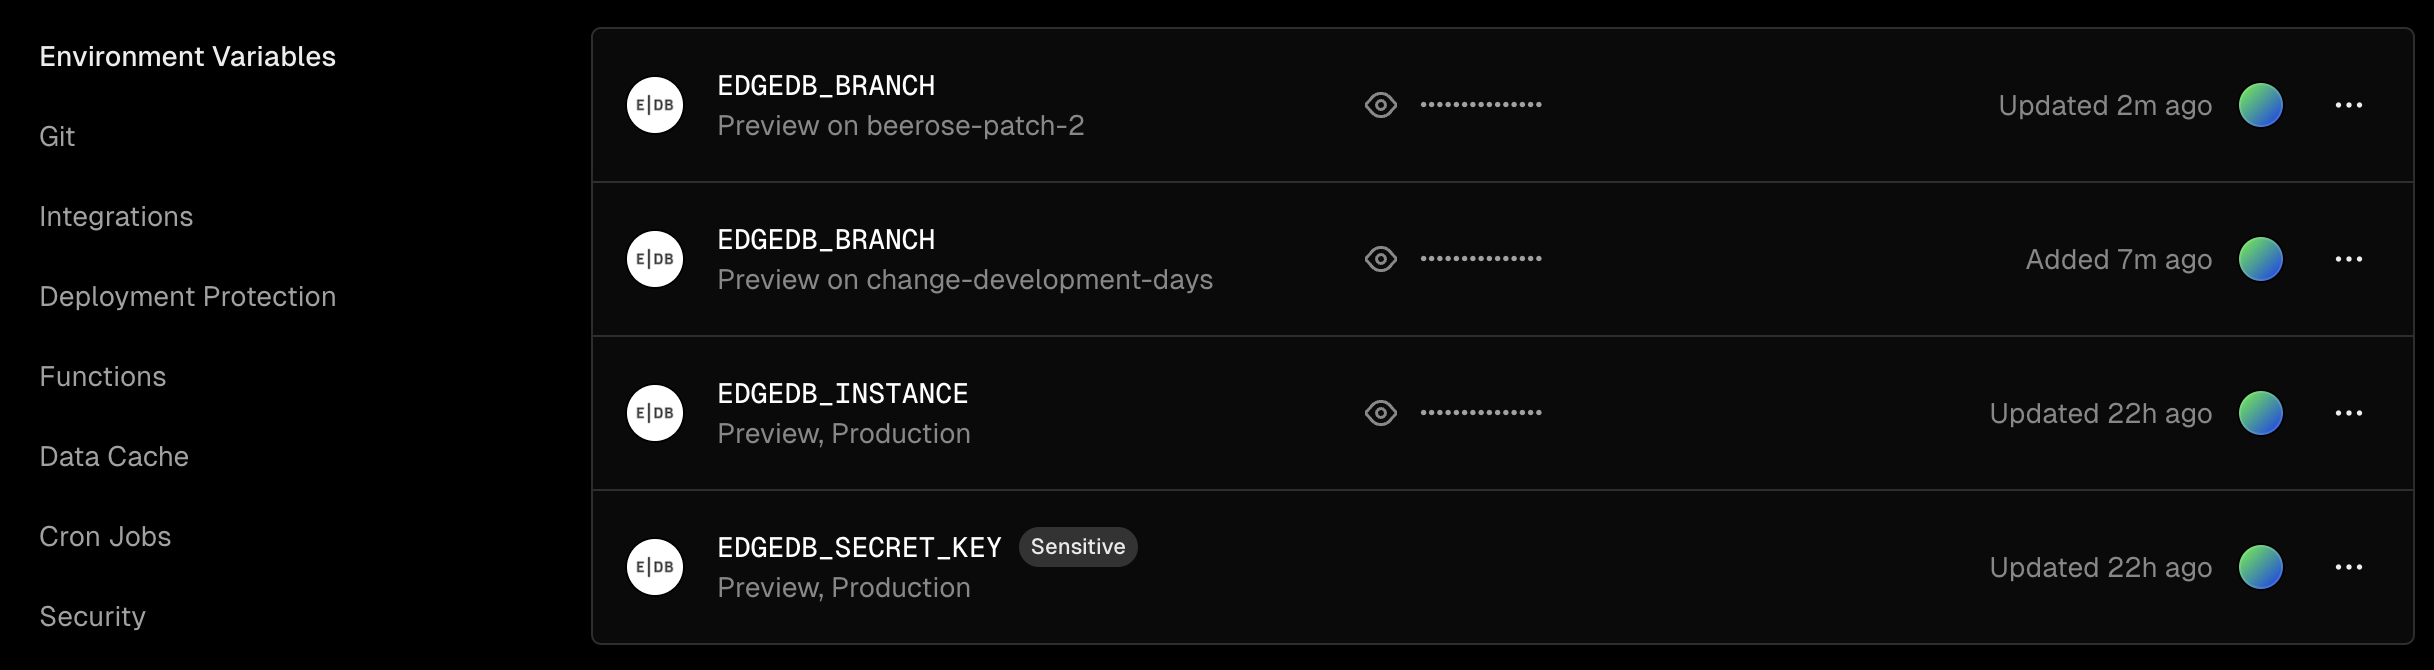 Environment Variables
Git
Integrations
Deployment Protection
Functions
Data Cache
Cron Jobs
Security
E|DB
EDGEDB_BRANCH
Preview on beerose-patch-2
Updated 2m ago
E|DB
EDGEDB_BRANCH
Preview on change-development-days
Added 7m ago
E|DB
EDGEDB_INSTANCE
Preview, Production
Updated 22h ago
E|DB
EDGEDB_SECRET_KEY Sensitive
Preview, Production
Updated 22h ago